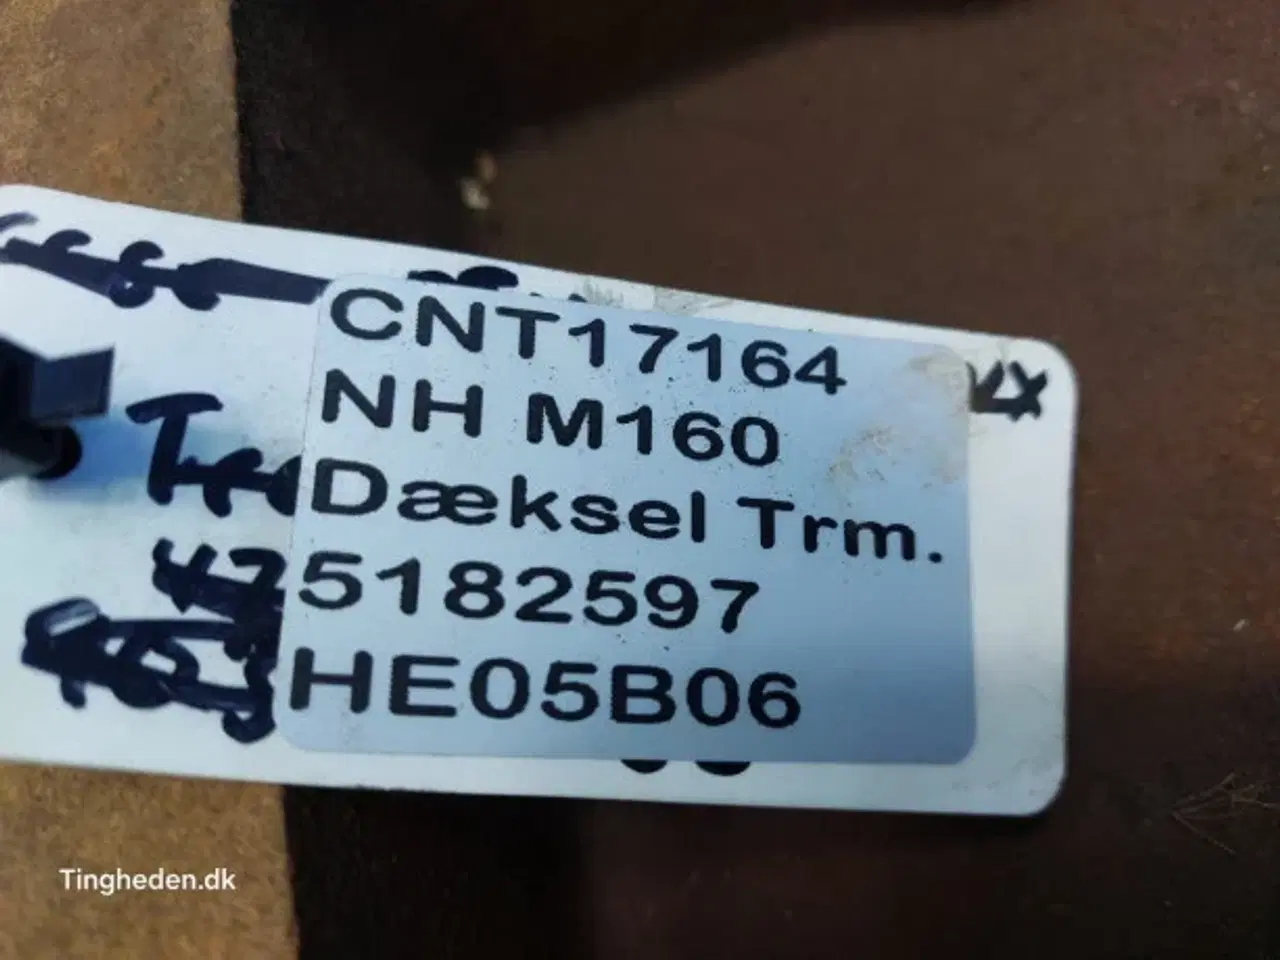 CNT17164
NH M160
Dæksel Trm.
5182597
HE05B06
Tingheden.dk